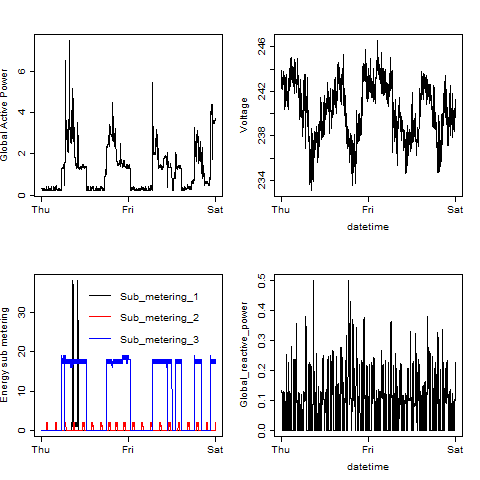 Global Active Power
0 2 4 6
Thu Fri Sat
Voltage
234 238 242 246
Thu Fri Sat
datetime
Energy sub metering
0 10 20 30
Sub_metering_1
Sub_metering_2
Sub_metering_3
Thu Fri Sat
Global_reactive_power
0.0 0.1 0.2 0.3 0.4 0.5
Thu Fri Sat
datetime